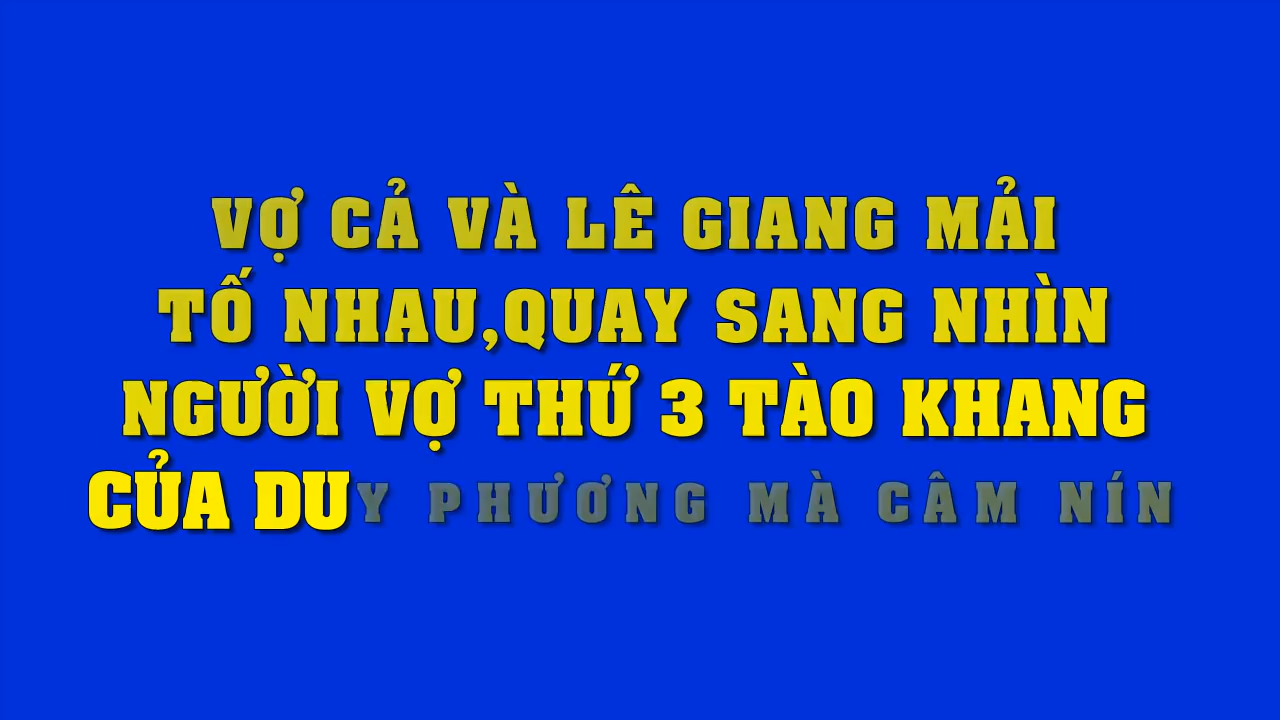 VỢ CẢ VÀ LÊ GIANG MẢI
TỐ NHAU,QUAY SANG NHÌN
NGƯỜI VỢ THỨ 3 TÀO KHANG
CỦA DUY PHƯƠNG MÀ CÂM NÍN